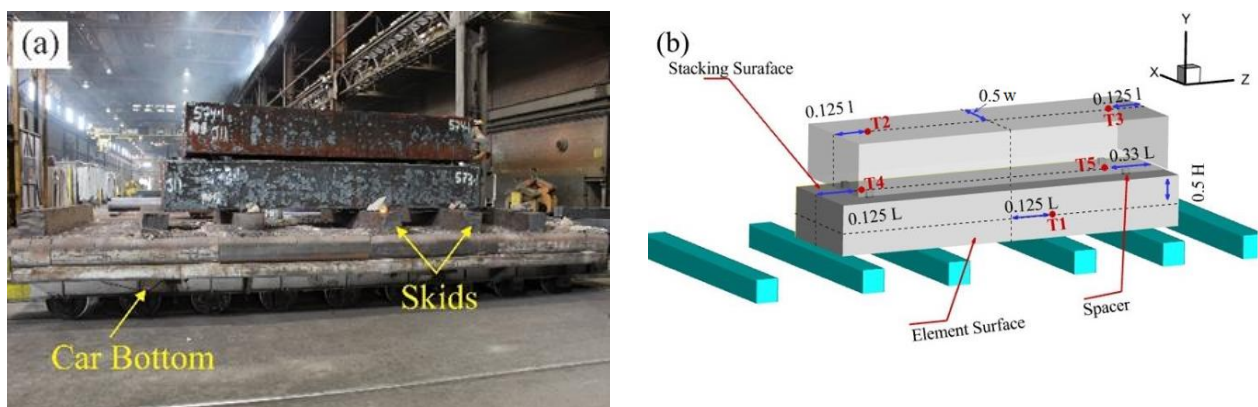 (a)
Skids
Car Bottom
(b)
Y
X
Z
Stacking Suraface
0.125 l
0.5 w
0.125 l
T2
T3
T5
0.33 L
T4
0.5 H
0.125 L
0.125 L
T1
Spacer
Element Surface